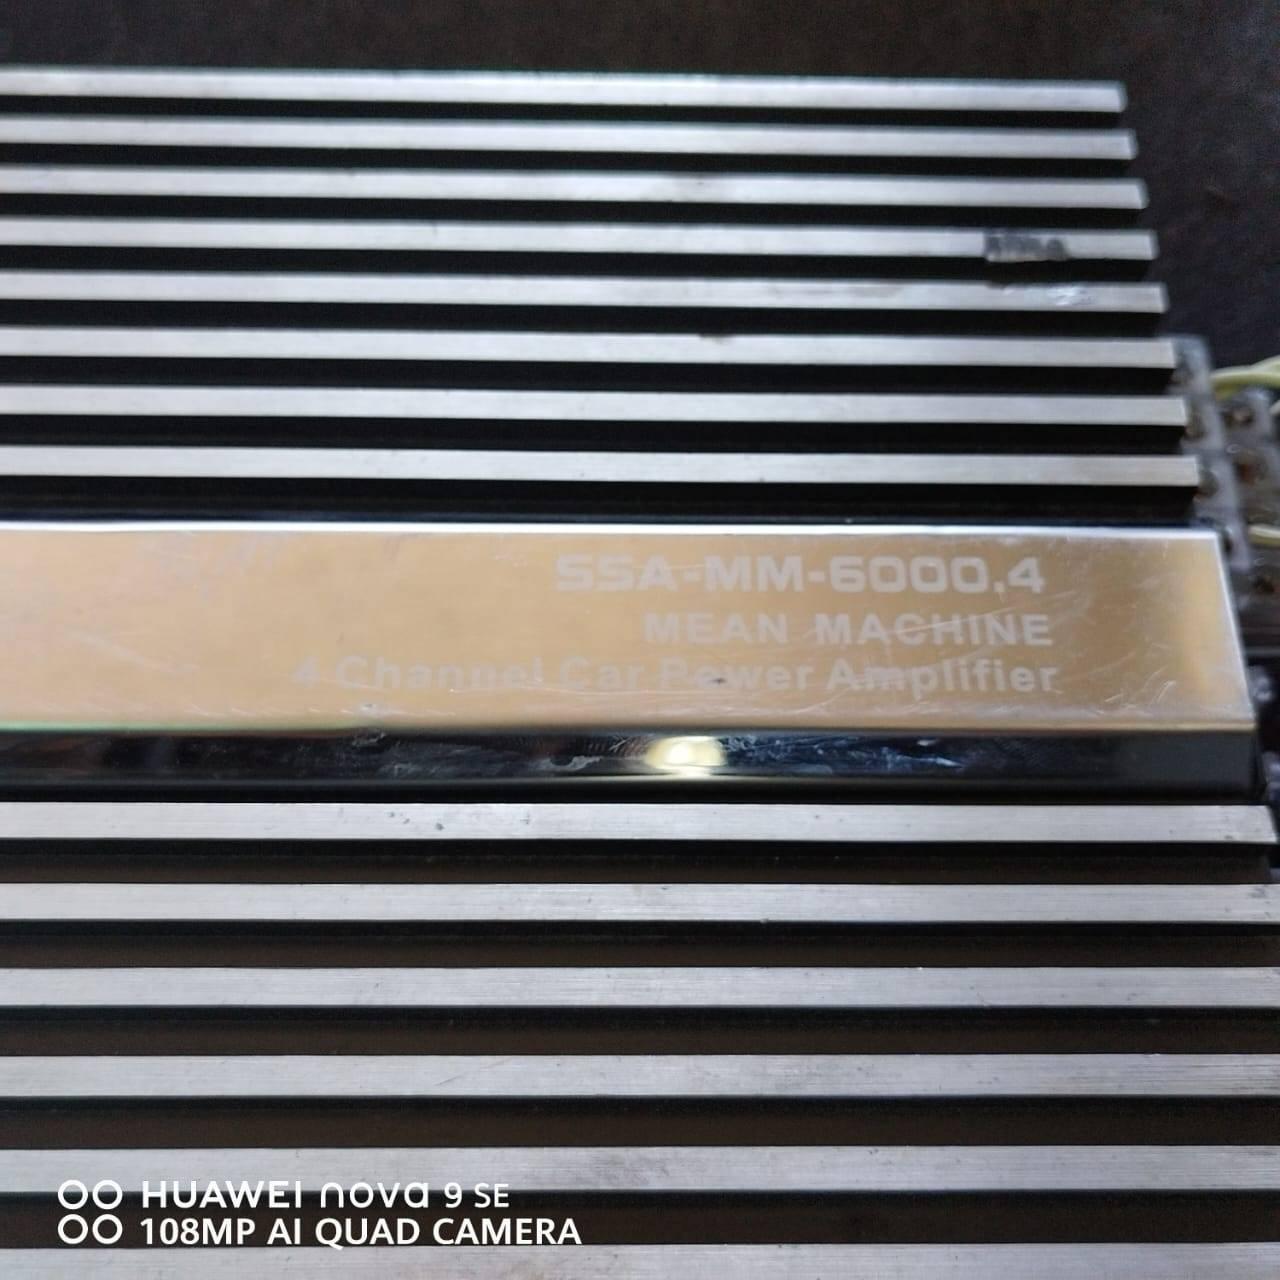 SSA-MM-6000.4
MEAN MACHINE
4 Channel Car Power Amplifier
HUAWEI nova 9 SE
108MP AI QUAD CAMERA